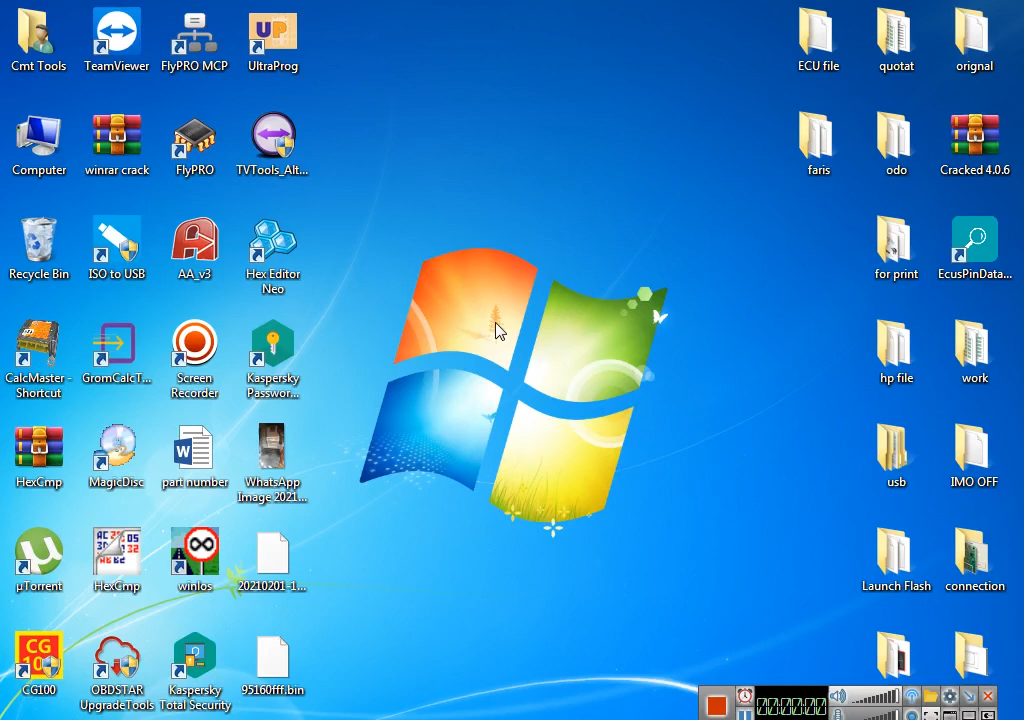 Cmt Tools
TeamViewer
FlyPRO MCP
UP
UltraProg
ECU file
quotat
orignal
Computer
winrar crack
FlyPRO
TVTools_Alt...
faris
odo
Cracked 4.0.6
Recycle Bin
ISO to USB
AA_v3
Hex Editor
Neo
for print
EcusPinData...
CalcMaster -
Shortcut
GromCalcT...
Screen
Recorder
Kaspersky
Passwor...
hp file
work
HexCmp
MagicDisc
part number
WhatsApp
Image 2021...
usb
IMO OFF
µTorrent
HexCmp
winlos
20210201-1...
Launch Flash
connection
CG
CG100
OBDSTAR
UpgradeTools
Kaspersky
Total Security
95160fff.bin